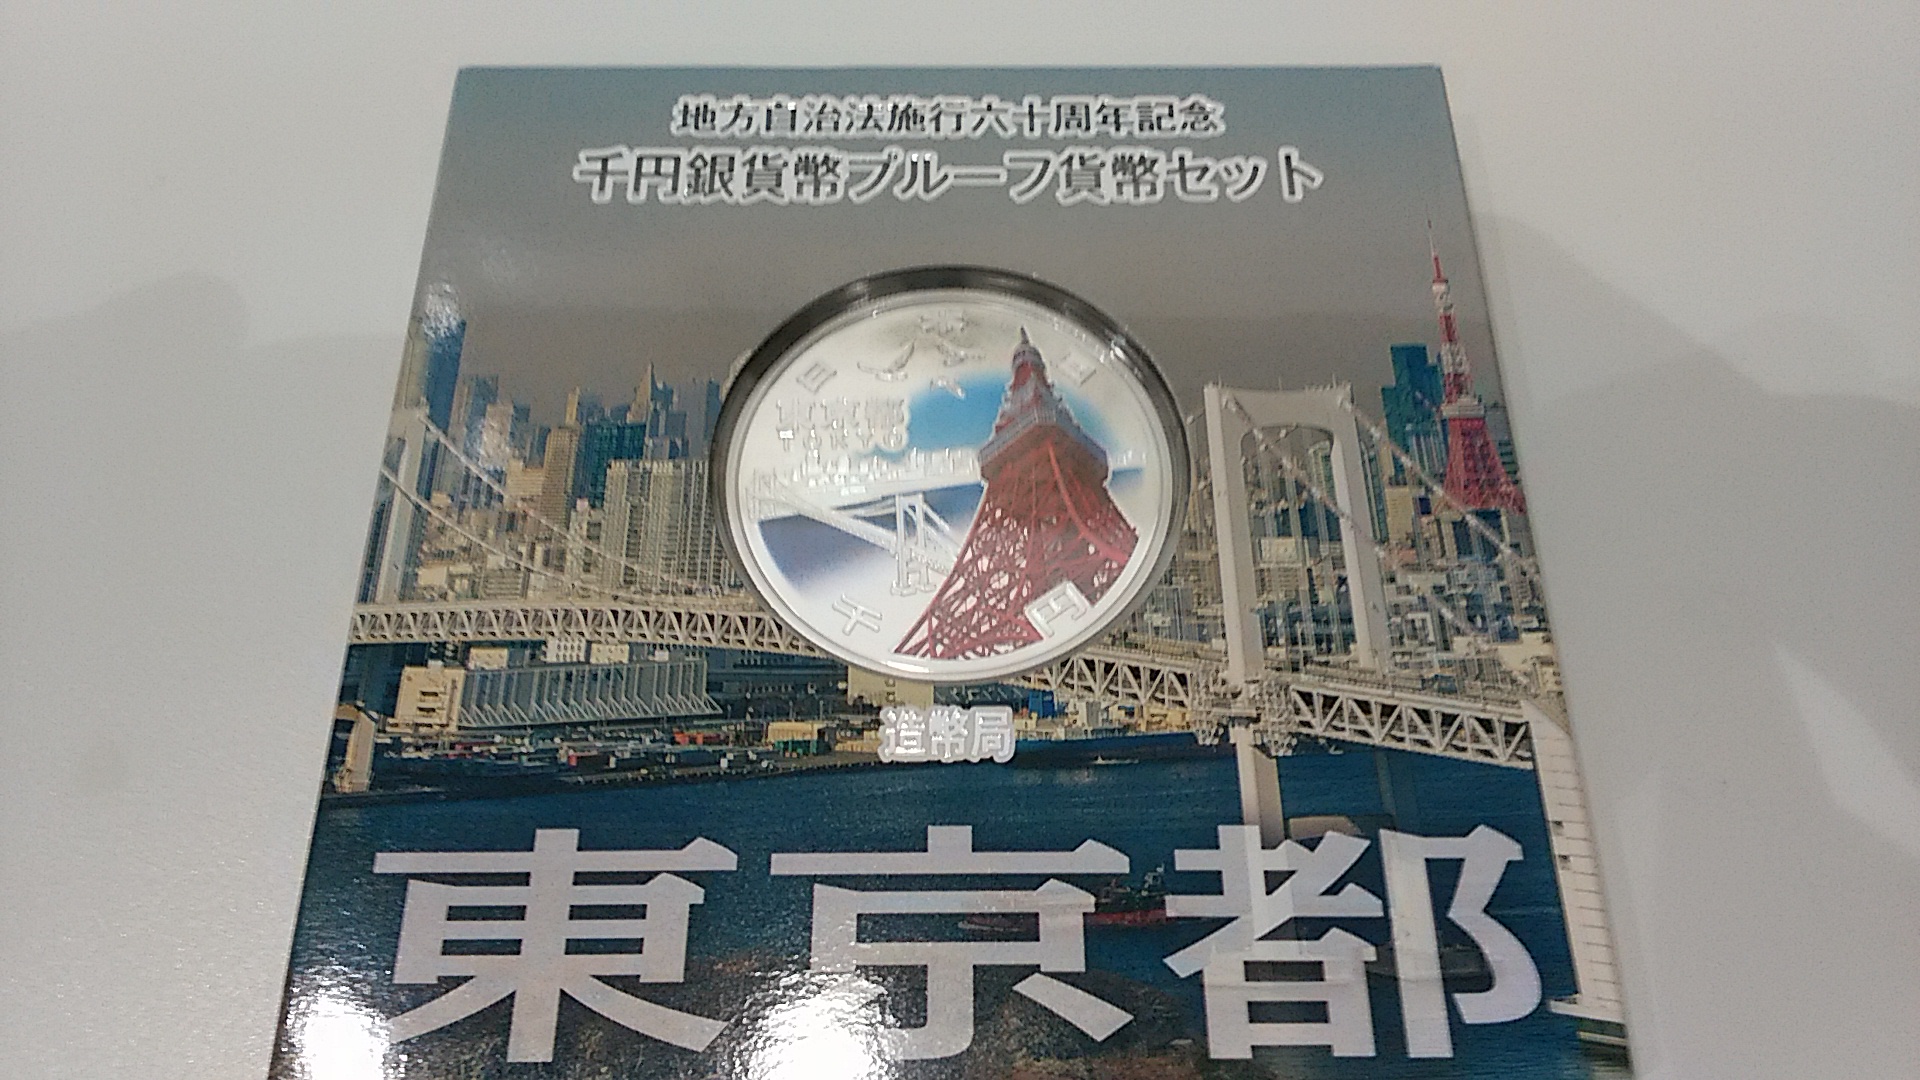 地方自治法施行六十周年記念
千円銀貨幣プルーフ貨幣セット
日本国
東京都
TOKYO
千円
造幣局
東京都